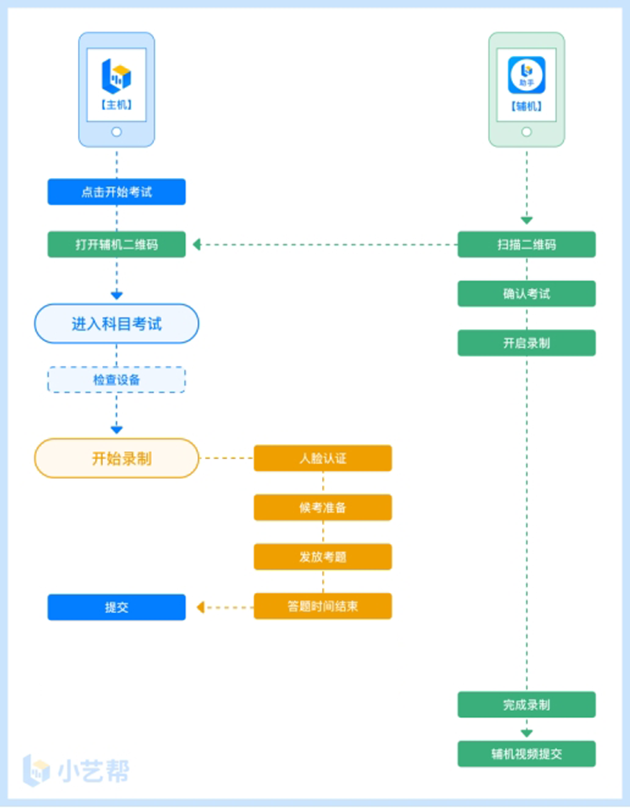 【主机】
助手
【辅机】
点击开始考试
打开辅机二维码
扫描二维码
确认考试
进入科目考试
开启录制
检查设备
开始录制
人脸认证
候考准备
发放考题
提交
答题时间结束
完成录制
辅机视频提交
小艺帮